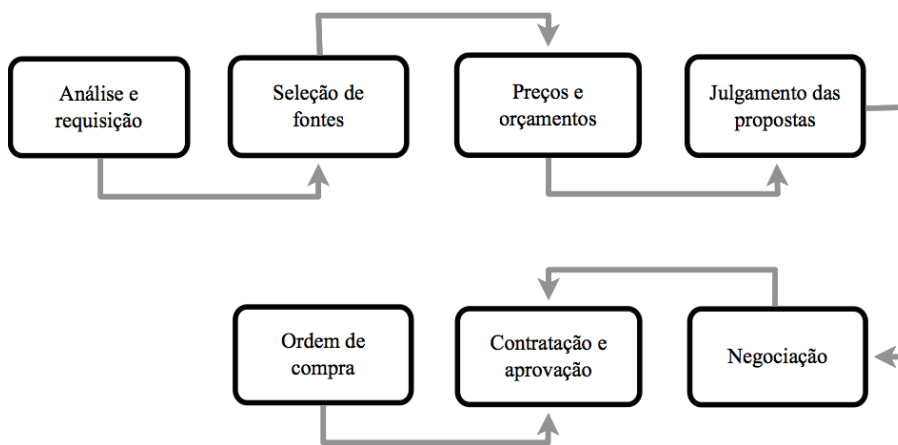 Análise e
requisição
Seleção de
fontes
Preços e
orçamentos
Julgamento das
propostas
Ordem de
compra
Contratação e
aprovação
Negociação